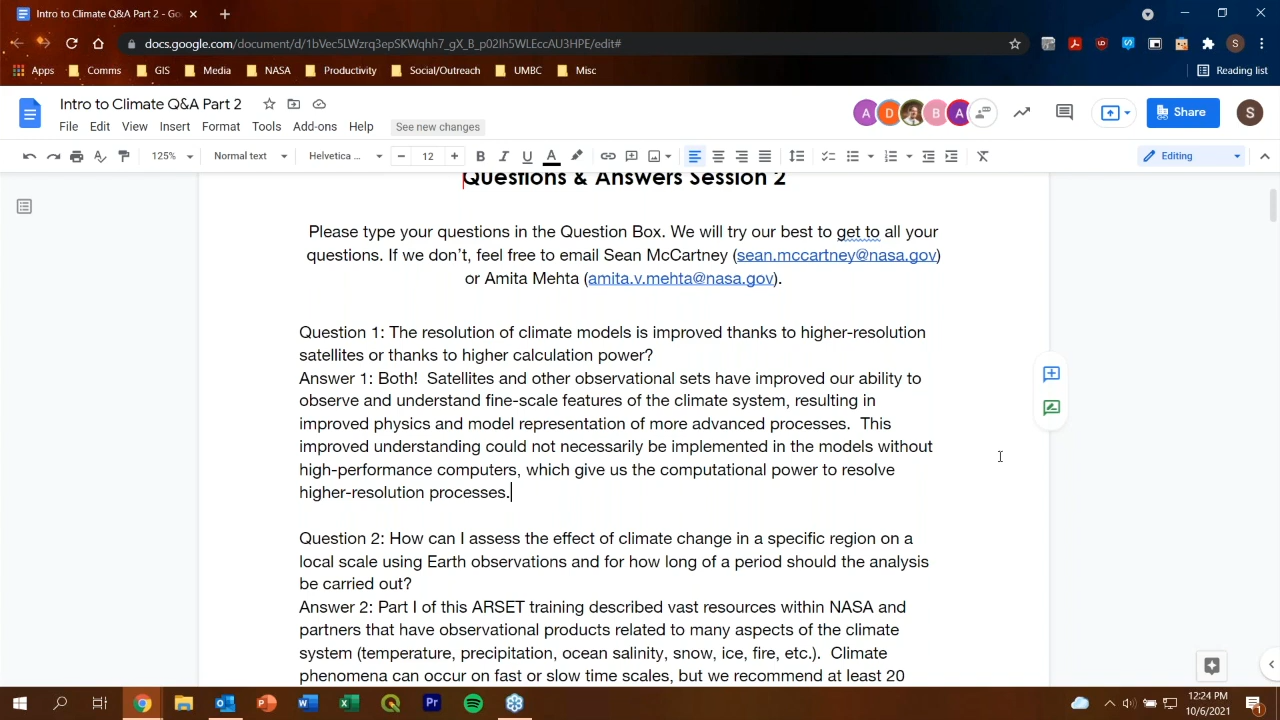 Intro to Climate Q&A Part 2 - Go
docs.google.com/document/d/1bVec5LWzrq3epSKWqhh7_gX_B_p02Ih5WLEccAU3HPE/edit#
Apps Comms GIS Media NASA Productivity Social/Outreach UMBC Misc Reading list
Intro to Climate Q&A Part 2
File Edit View Insert Format Tools Add-ons Help See new changes
A D B A Share S
125% Normal text Helvetica ... 12 B I U A Editing
Questions & Answers Session 2
Please type your questions in the Question Box. We will try our best to get to all your
questions. If we don't, feel free to email Sean McCartney (sean.mccartney@nasa.gov)
or Amita Mehta (amita.v.mehta@nasa.gov).
Question 1: The resolution of climate models is improved thanks to higher-resolution
satellites or thanks to higher calculation power?
Answer 1: Both!  Satellites and other observational sets have improved our ability to
observe and understand fine-scale features of the climate system, resulting in
improved physics and model representation of more advanced processes.  This
improved understanding could not necessarily be implemented in the models without
high-performance computers, which give us the computational power to resolve
higher-resolution processes.
Question 2: How can I assess the effect of climate change in a specific region on a
local scale using Earth observations and for how long of a period should the analysis
be carried out?
Answer 2: Part I of this ARSET training described vast resources within NASA and
partners that have observational products related to many aspects of the climate
system (temperature, precipitation, ocean salinity, snow, ice, fire, etc.).  Climate
phenomena can occur on fast or slow time scales, but we recommend at least 20
12:24 PM
10/6/2021